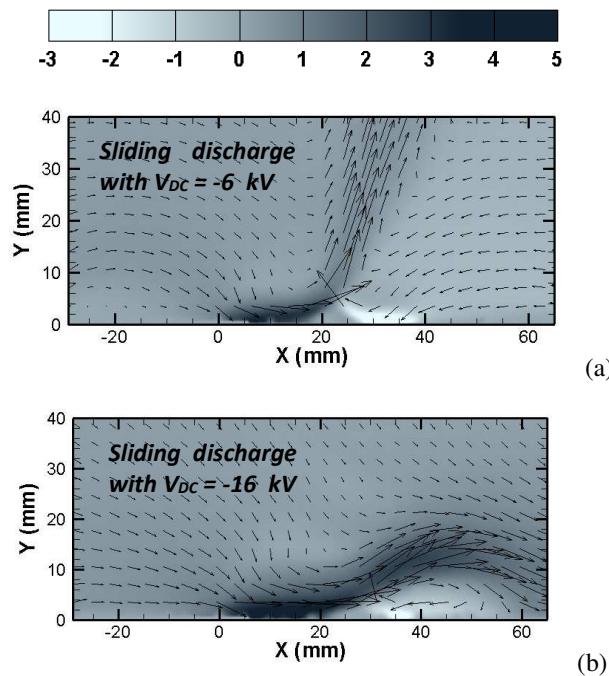 -3 -2 -1 0 1 2 3 4 5
40
Sliding discharge
with VDC = -6 kV
30
20
10
0
Y (mm)
-20 0 20 40 60
X (mm)
(a)
40
Sliding discharge
with VDC = -16 kV
30
20
10
0
Y (mm)
-20 0 20 40 60
X (mm)
(b)